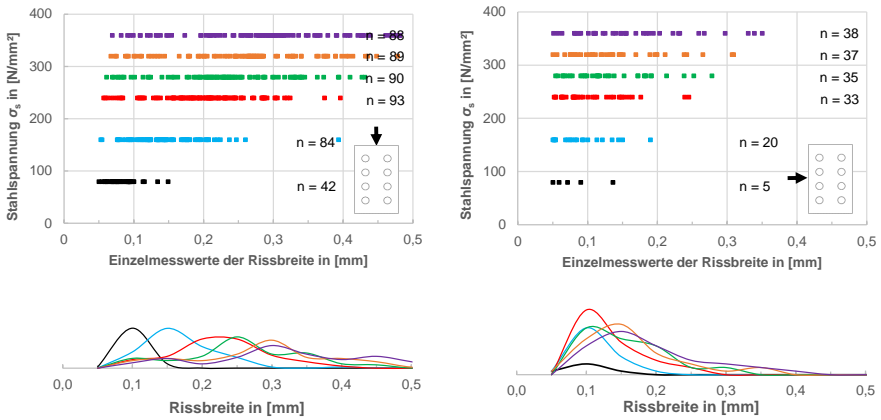 400
300
200
100
0
Stahlspannung σs in [N/mm²]
n = 88
n = 89
n = 90
n = 93
n = 84
n = 42
0 0,1 0,2 0,3 0,4 0,5
Einzelmesswerte der Rissbreite in [mm]
0,0 0,1 0,2 0,3 0,4 0,5
Rissbreite in [mm]
400
300
200
100
0
Stahlspannung σs in [N/mm²]
n = 38
n = 37
n = 35
n = 33
n = 20
n = 5
0 0,1 0,2 0,3 0,4 0,5
Einzelmesswerte der Rissbreite in [mm]
0,0 0,1 0,2 0,3 0,4 0,5
Rissbreite in [mm]